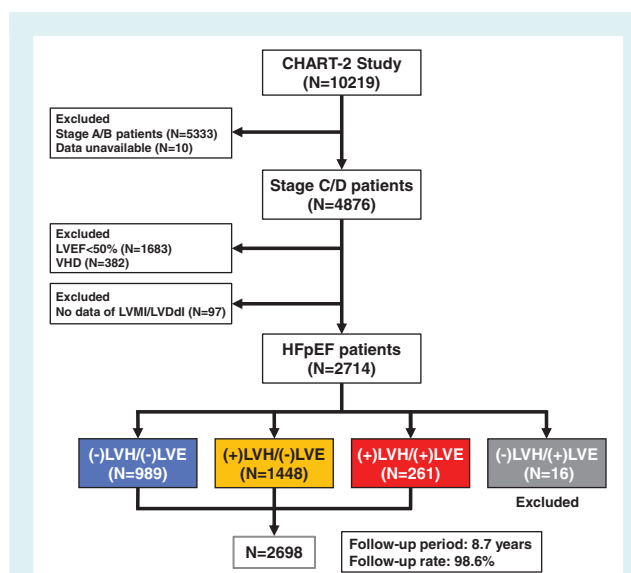 CHART-2 Study
(N=10219)
Excluded
Stage A/B patients (N=5333)
Data unavailable (N=10)
Stage C/D patients
(N=4876)
Excluded
LVEF<50% (N=1683)
VHD (N=382)
Excluded
No data of LVMI/LVDdI (N=97)
HFpEF patients
(N=2714)
(-)LVH/(-)LVE
(N=989)
(+)LVH/(-)LVE
(N=1448)
(+)LVH/(+)LVE
(N=261)
(-)LVH/(+)LVE
(N=16)
Excluded
N=2698
Follow-up period: 8.7 years
Follow-up rate: 98.6%